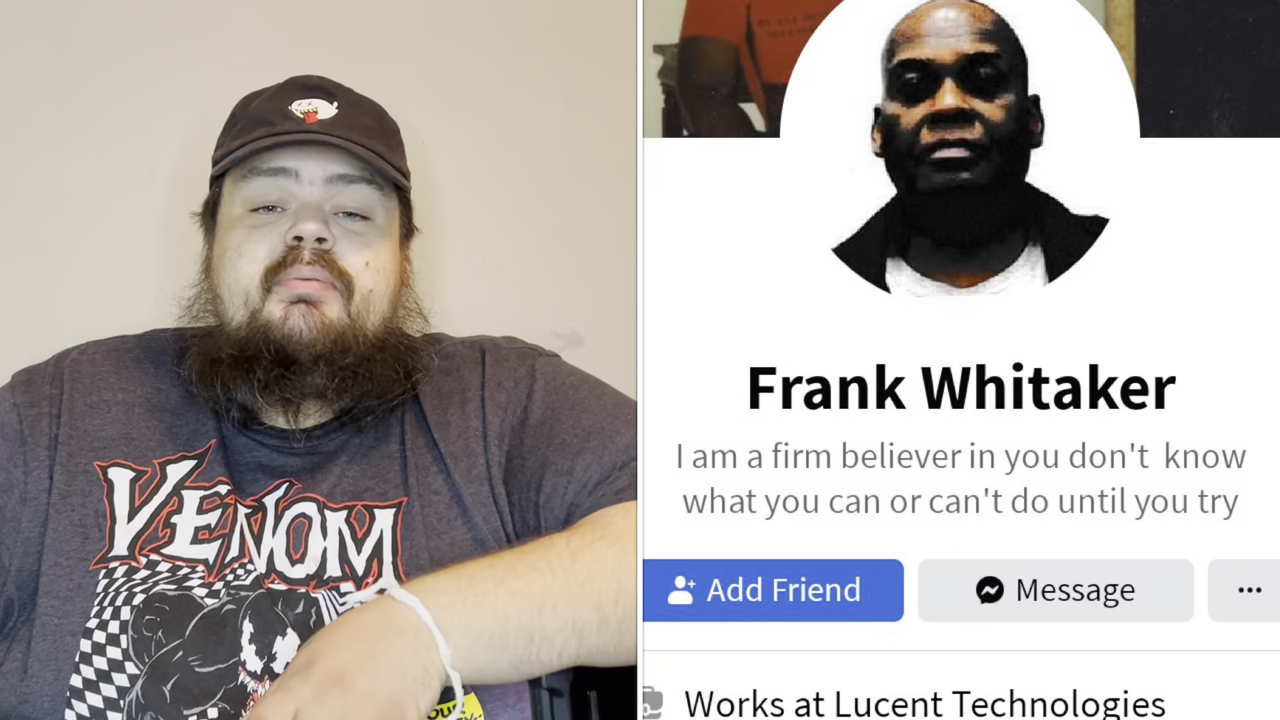 VENOM
Frank Whitaker
I am a firm believer in you don't know
what you can or can't do until you try
Add Friend
Message
Works at Lucent Technologies